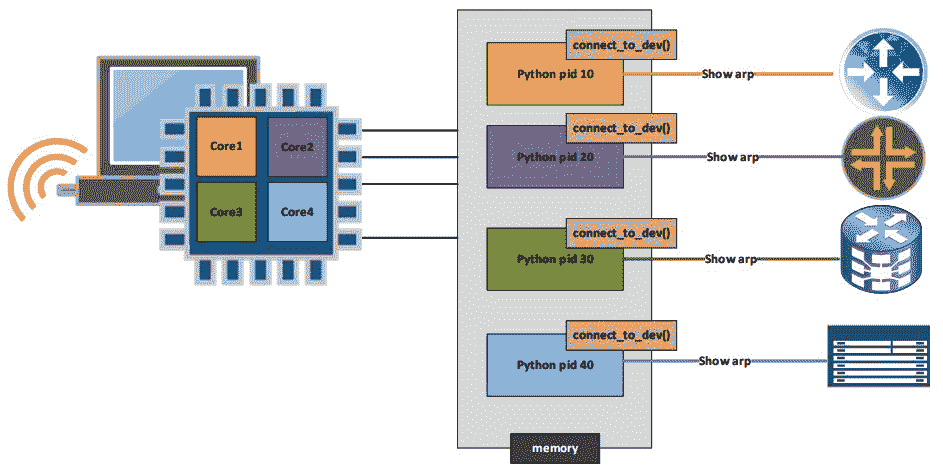 connect_to_dev()
Python pid 10
Show arp
Core1
Core2
connect_to_dev()
Python pid 20
Show arp
Core3
Core4
connect_to_dev()
Python pid 30
Show arp
connect_to_dev()
Python pid 40
Show arp
memory